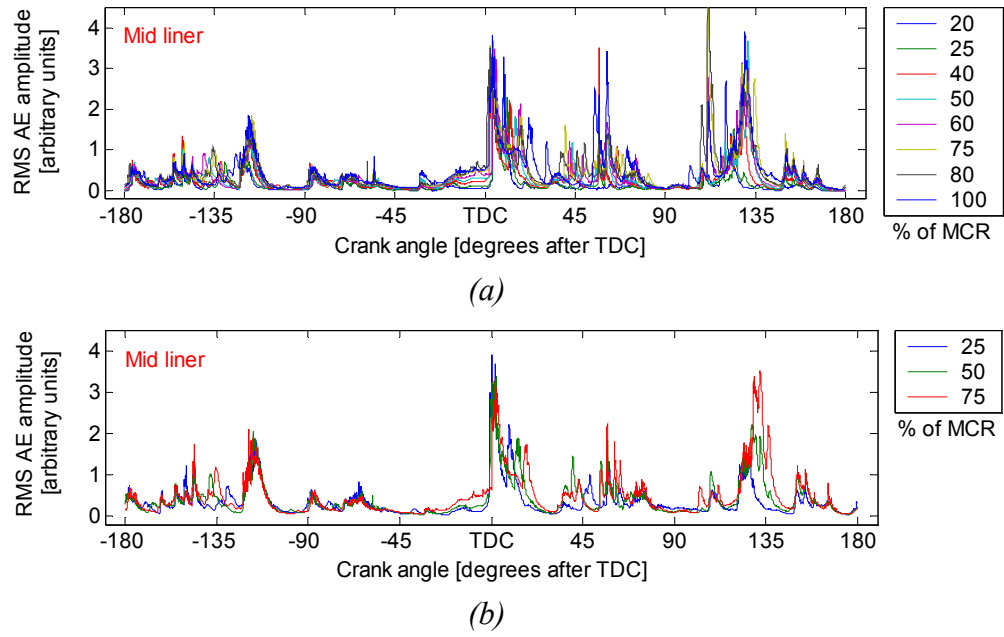 Mid liner
RMS AE amplitude
[arbitrary units]
4
3
2
1
0
-180
-135
-90
-45
TDC
45
90
135
180
Crank angle [degrees after TDC]
20
25
40
50
60
75
80
100
% of MCR
(a)
Mid liner
RMS AE amplitude
[arbitrary units]
4
3
2
1
0
-180
-135
-90
-45
TDC
45
90
135
180
Crank angle [degrees after TDC]
25
50
75
% of MCR
(b)